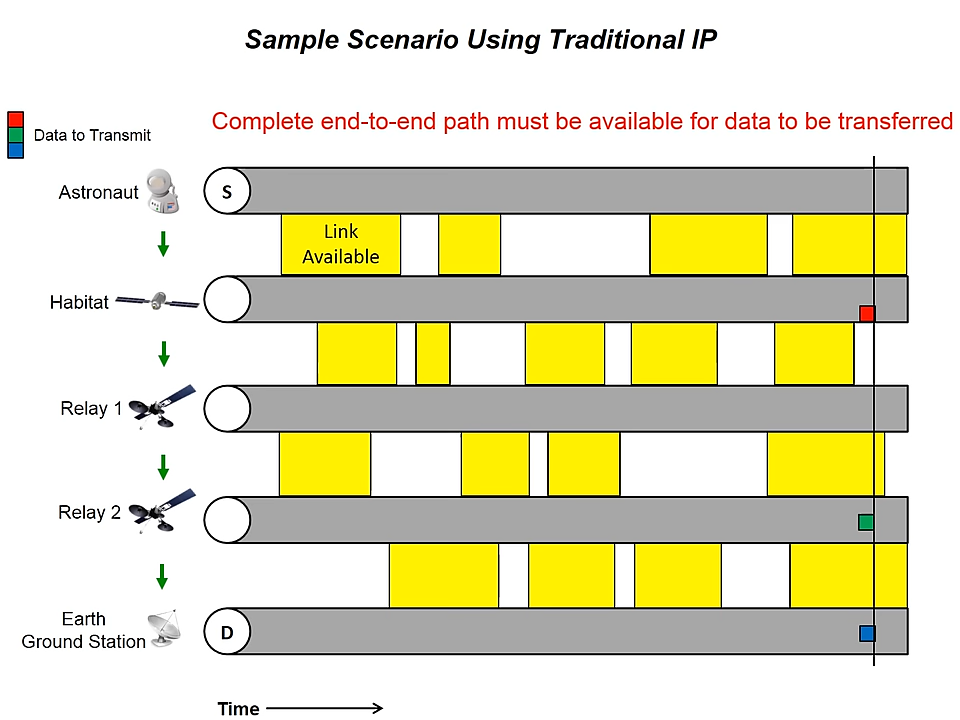 Sample Scenario Using Traditional IP
Complete end-to-end path must be available for data to be transferred
Data to Transmit
Astronaut
S
Link
Available
Habitat
Relay 1
Relay 2
Earth
Ground Station
D
Time